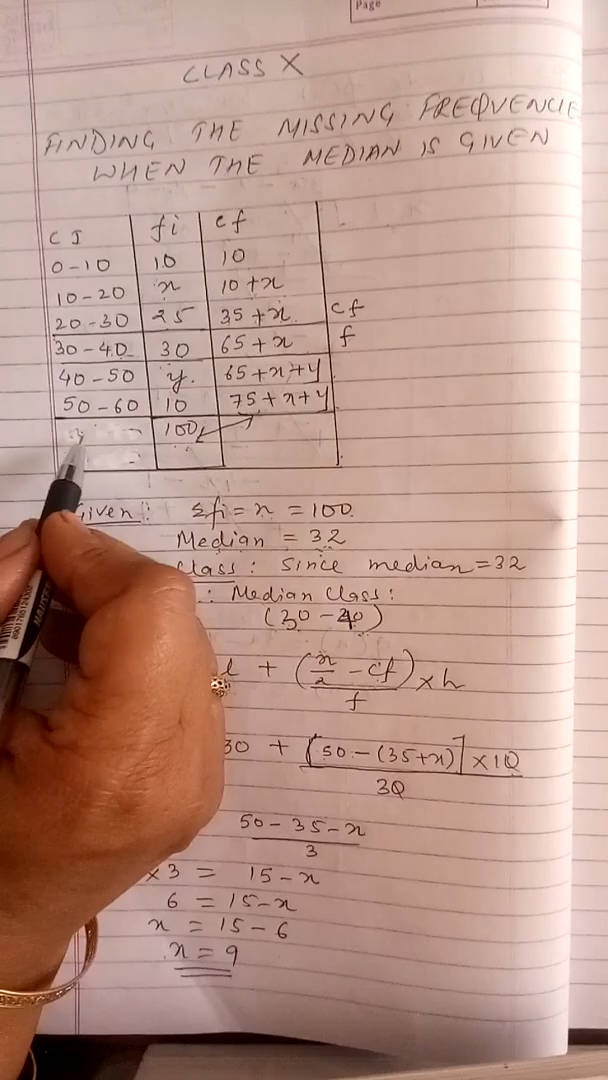 Page
CLASS X
FINDING THE MISSING FREQUENCIE
WHEN THE MEDIAN IS GIVEN
C I fi cf
0-10 10 10
10-20 x 10+x
20-30 25 35+x cf
30-40 30 65+x f
40-50 y. 65+x+y
50-60 10 75+x+y
100
Given: Σfi = n = 100.
Median = 32
Class: Since median = 32
∴ Median Class:
(30-40)
l + (n/2 - cf)/f × h
30 + [50-(35+x)] × 10/30
50-35-x/3
×3 = 15-x
6 = 15-x
x = 15-6
x = 9